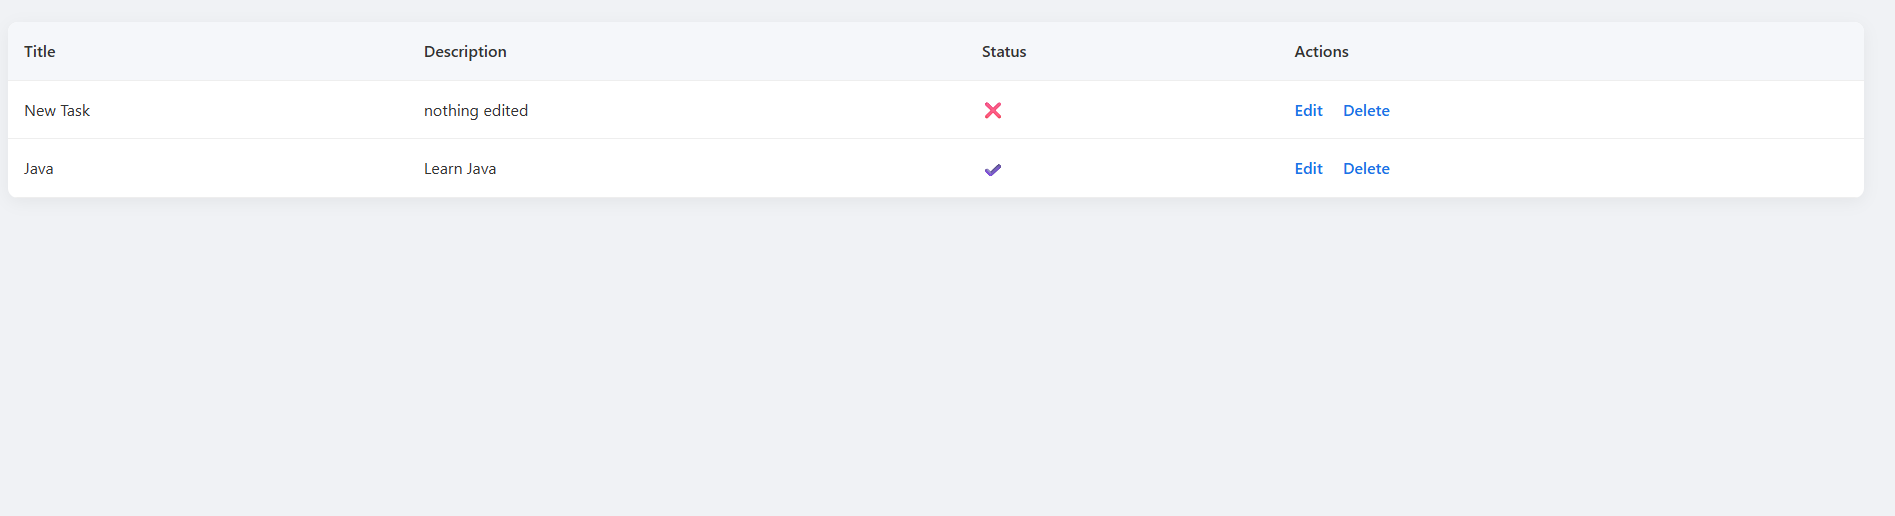 Title Description Status Actions
New Task nothing edited ❌ Edit Delete
Java Learn Java ✔ Edit Delete